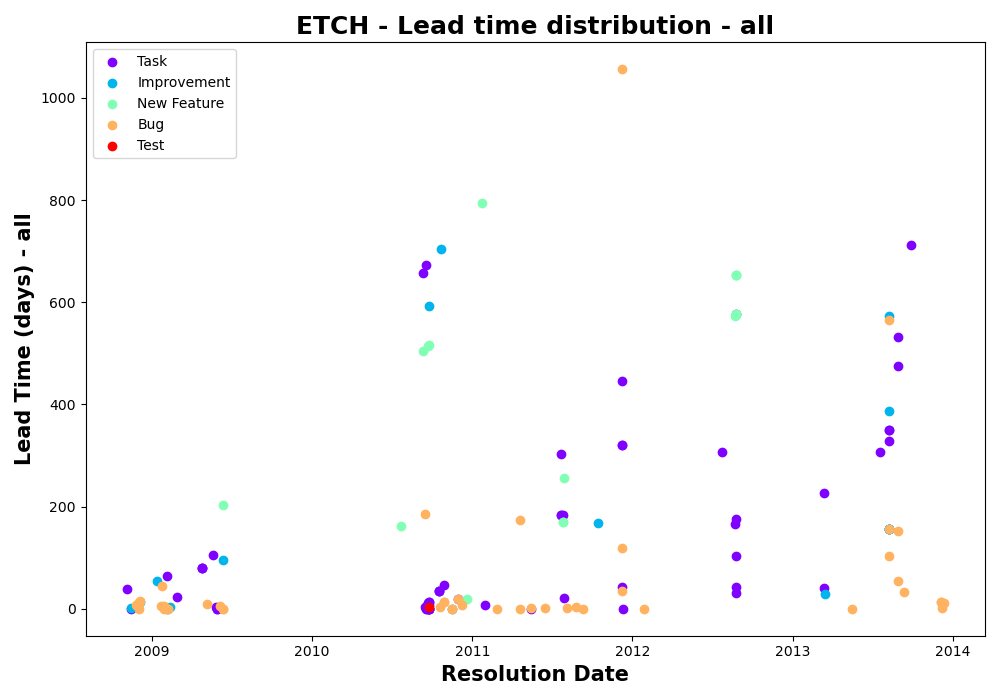 ETCH - Lead time distribution - all
Task
Improvement
New Feature
Bug
Test
Lead Time (days) - all
1000
800
600
400
200
0
2009
2010
2011
2012
2013
2014
Resolution Date